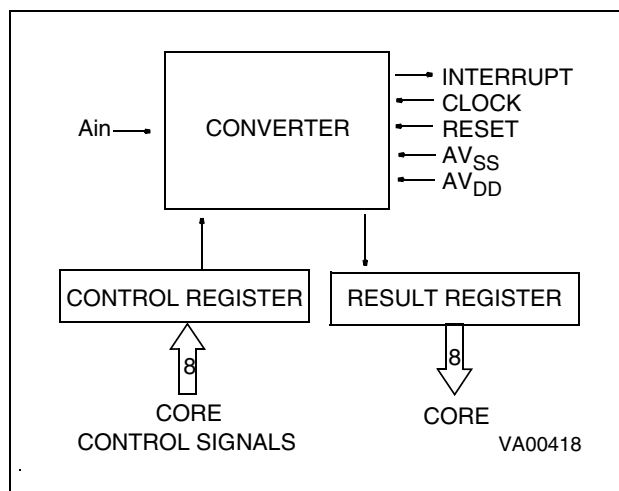 INTERRUPT
CLOCK
Ain
CONVERTER
RESET
AVSS
AVDD
CONTROL REGISTER
RESULT REGISTER
8
8
CORE
CONTROL SIGNALS
CORE
VA00418